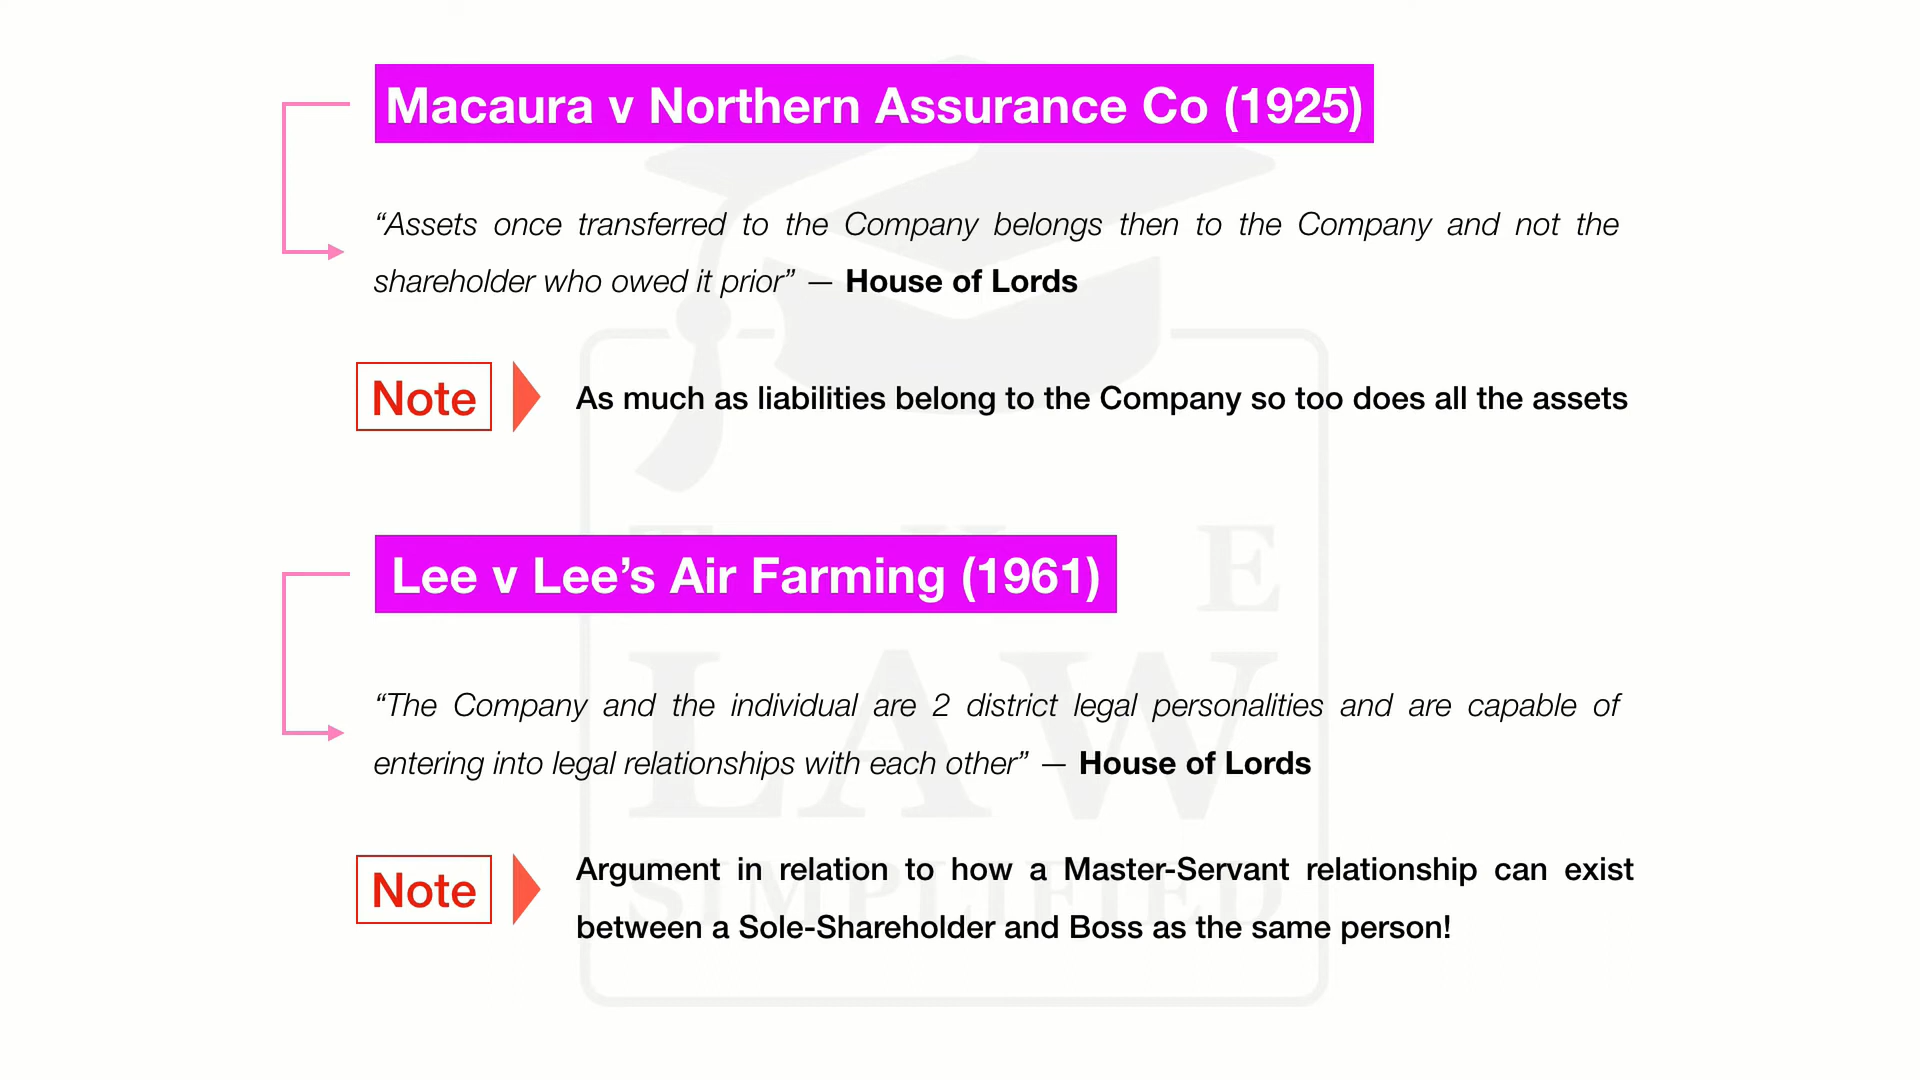 Macaura v Northern Assurance Co (1925)
“Assets once transferred to the Company belongs then to the Company and not the
shareholder who owed it prior” — House of Lords
Note
As much as liabilities belong to the Company so too does all the assets
THE
Lee v Lee’s Air Farming (1961)
LAW
“The Company and the individual are 2 district legal personalities and are capable of
entering into legal relationships with each other” — House of Lords
Note
Argument in relation to how a Master-Servant relationship can exist
SIMPLIFIED
between a Sole-Shareholder and Boss as the same person!